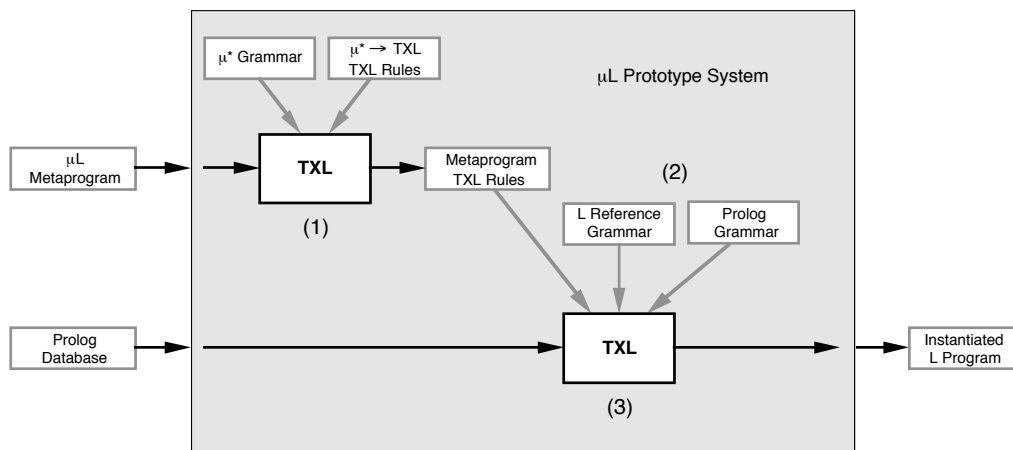 μ* Grammar
μ* → TXL
TXL Rules
μL Prototype System
μL
Metaprogram
TXL
Metaprogram
TXL Rules
(2)
(1)
L Reference
Grammar
Prolog
Grammar
Prolog
Database
TXL
Instantiated
L Program
(3)